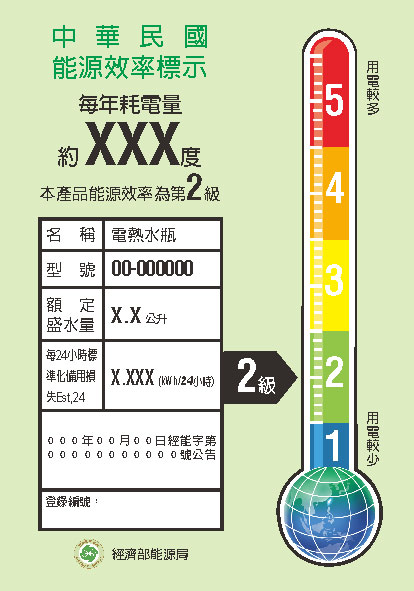 中華民國
能源效率標示
每年耗電量
約XXX度
本產品能源效率為第2級
名稱 電熱水瓶
型號 00-000000
額定盛水量 X.X 公升
每24小時標
準化備用損
失Est,24
X.XXX (kWh/24小時)
000年00月00日經能字第
00000000000號公告
登錄編號：
經濟部能源局
2級
用電較多
5
4
3
2
1
用電較少